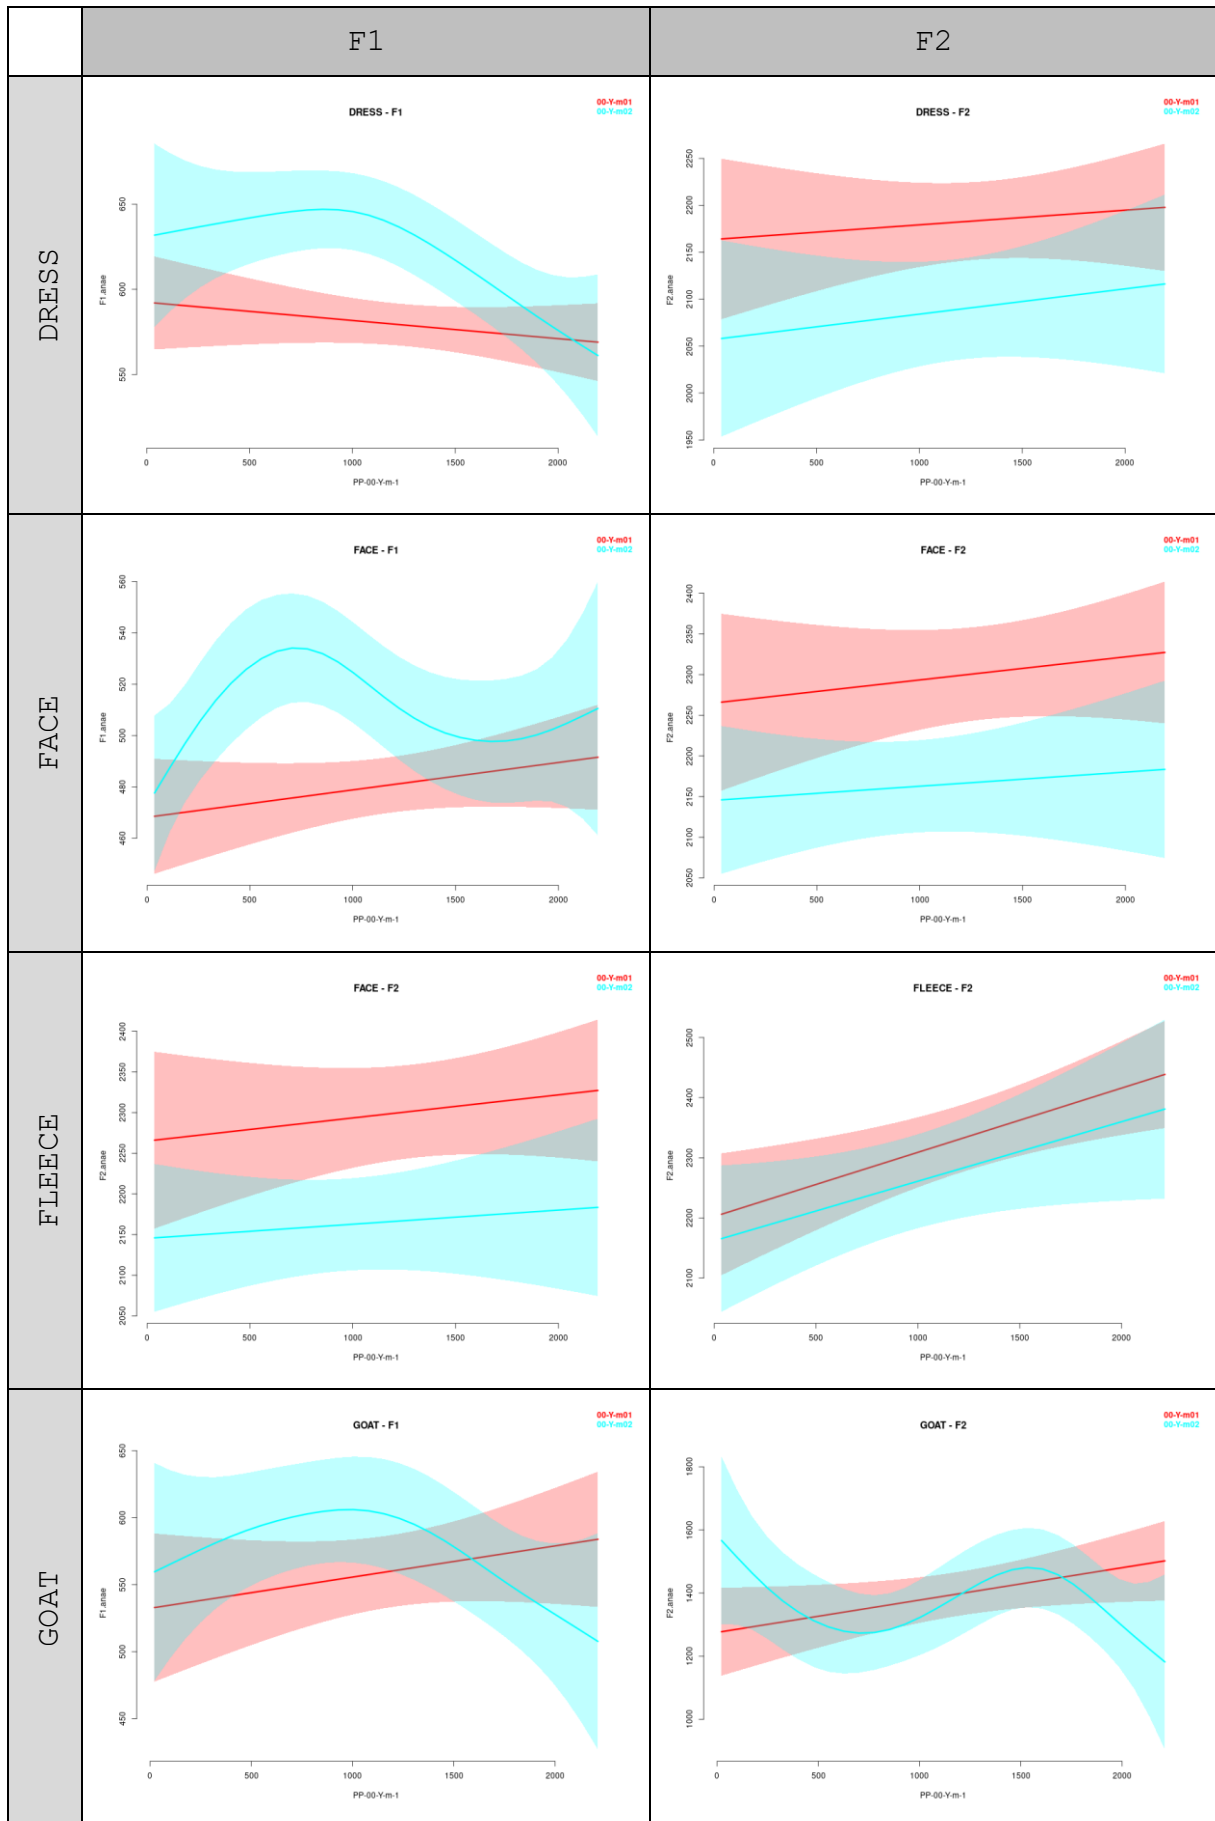 F1
F2
DRESS
DRESS - F1
00-Y-m01
00-Y-m02
F1.anae
650
600
550
0 500 1000 1500 2000
PP-00-Y-m-1
DRESS - F2
00-Y-m01
00-Y-m02
F2.anae
2250
2200
2150
2100
2050
2000
1950
0 500 1000 1500 2000
PP-00-Y-m-1
FACE
FACE - F1
00-Y-m01
00-Y-m02
F1.anae
560
540
520
500
480
460
0 500 1000 1500 2000
PP-00-Y-m-1
FACE - F2
00-Y-m01
00-Y-m02
F2.anae
2400
2350
2300
2250
2200
2150
2100
2050
0 500 1000 1500 2000
PP-00-Y-m-1
FLEECE
FACE - F2
00-Y-m01
00-Y-m02
F2.anae
2400
2350
2300
2250
2200
2150
2100
2050
0 500 1000 1500 2000
PP-00-Y-m-1
FLEECE - F2
00-Y-m01
00-Y-m02
F2.anae
2500
2400
2300
2200
2100
0 500 1000 1500 2000
PP-00-Y-m-1
GOAT
GOAT - F1
00-Y-m01
00-Y-m02
F1.anae
650
600
550
500
450
0 500 1000 1500 2000
PP-00-Y-m-1
GOAT - F2
00-Y-m01
00-Y-m02
F2.anae
1800
1600
1400
1200
1000
0 500 1000 1500 2000
PP-00-Y-m-1